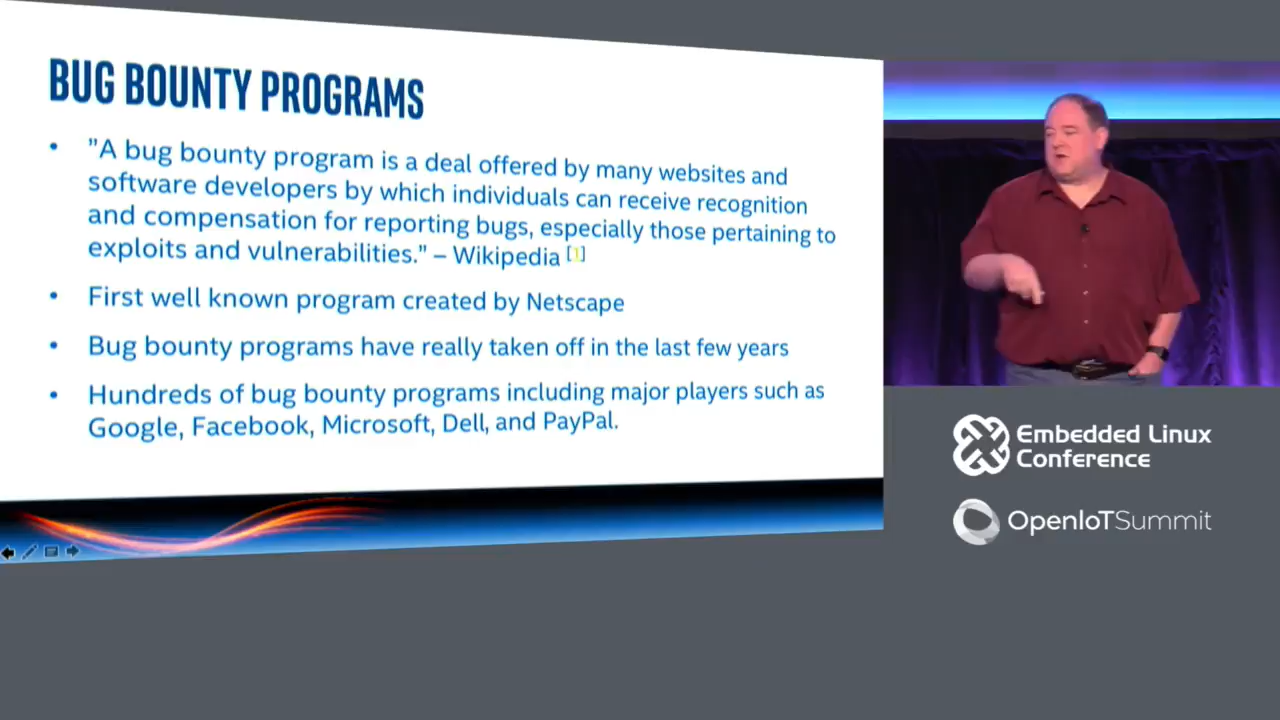 BUG BOUNTY PROGRAMS
• "A bug bounty program is a deal offered by many websites and
software developers by which individuals can receive recognition
and compensation for reporting bugs, especially those pertaining to
exploits and vulnerabilities." – Wikipedia [1]
• First well known program created by Netscape
• Bug bounty programs have really taken off in the last few years
• Hundreds of bug bounty programs including major players such as
Google, Facebook, Microsoft, Dell, and PayPal.
Embedded Linux
Conference
OpenIoTSummit